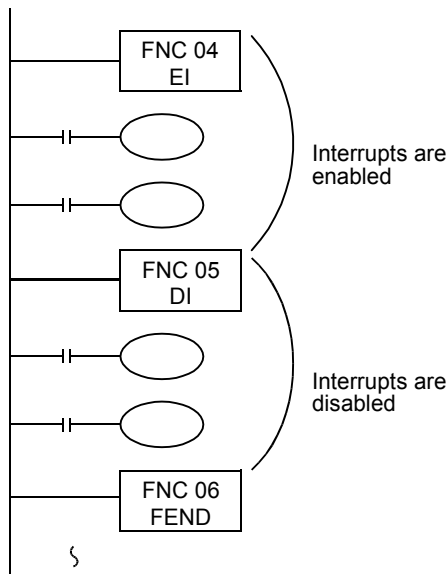 FNC 04
EI
Interrupts are
enabled
FNC 05
DI
Interrupts are
disabled
FNC 06
FEND